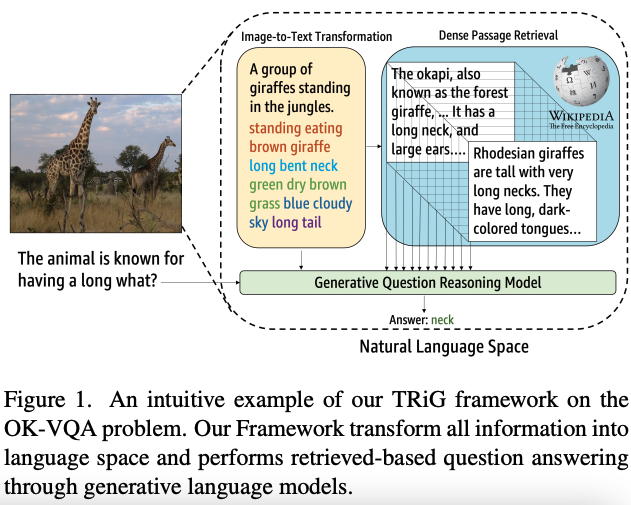 Image-to-Text Transformation
Dense Passage Retrieval
A group of
giraffes standing
in the jungles.
standing eating
brown giraffe
long bent neck
green dry brown
grass blue cloudy
sky long tail
The okapi, also
known as the forest
giraffe, ... It has a
long neck, and
large ears....
WIKIPEDIA
The Free Encyclopedia
Rhodesian giraffes
are tall with very
long necks. They
have long, dark-
colored tongues...
The animal is known for
having a long what?
Generative Question Reasoning Model
Answer: neck
Natural Language Space
Figure 1. An intuitive example of our TRiG framework on the
OK-VQA problem. Our Framework transform all information into
language space and performs retrieved-based question answering
through generative language models.